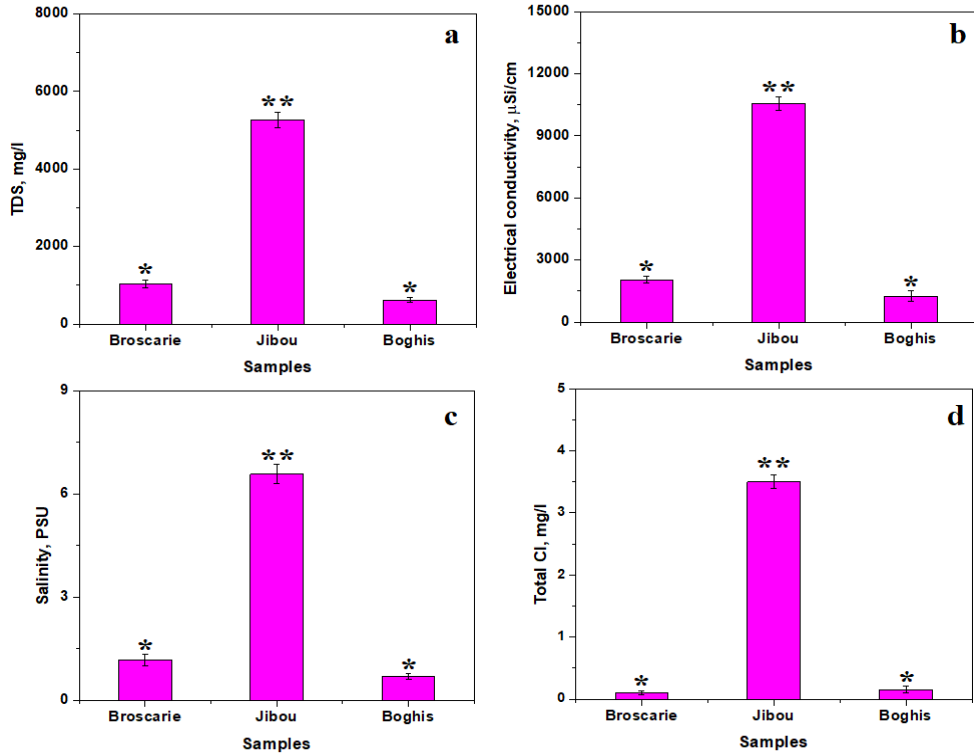 8000
6000
4000
2000
0
TDS, mg/l
a
*
**
*
Broscarie Jibou Boghis
Samples
15000
12000
9000
6000
3000
0
Electrical conductivity, μSi/cm
b
*
**
*
Broscarie Jibou Boghis
Samples
9
6
3
0
Salinity, PSU
c
*
**
*
Broscarie Jibou Boghis
Samples
5
4
3
2
1
0
Total Cl, mg/l
d
*
**
*
Broscarie Jibou Boghis
Samples